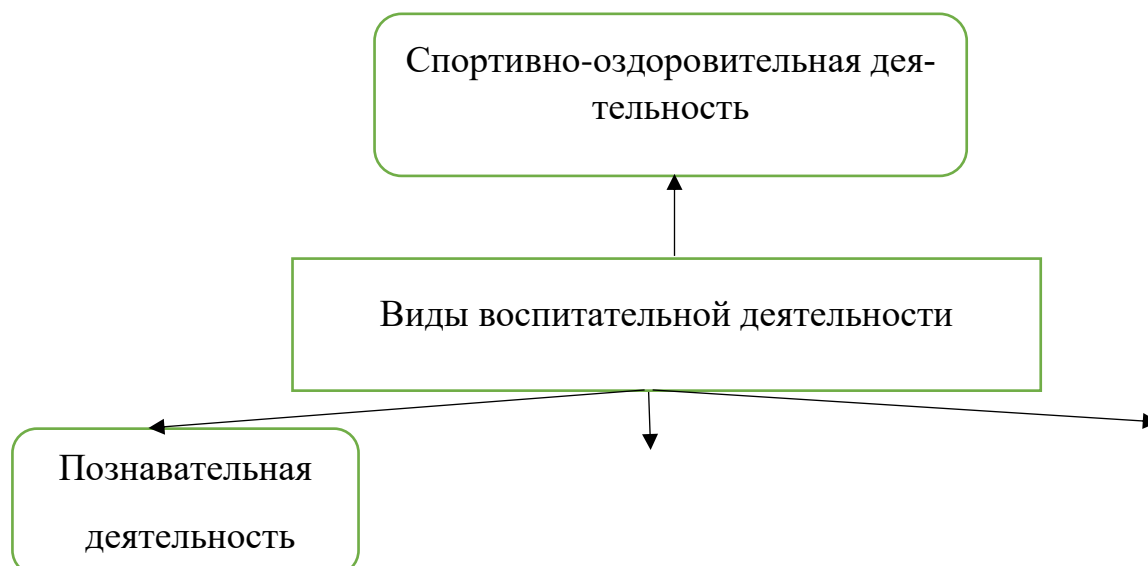 Спортивно-оздоровительная дея-
тельность
Виды воспитательной деятельности
Познавательная
деятельность